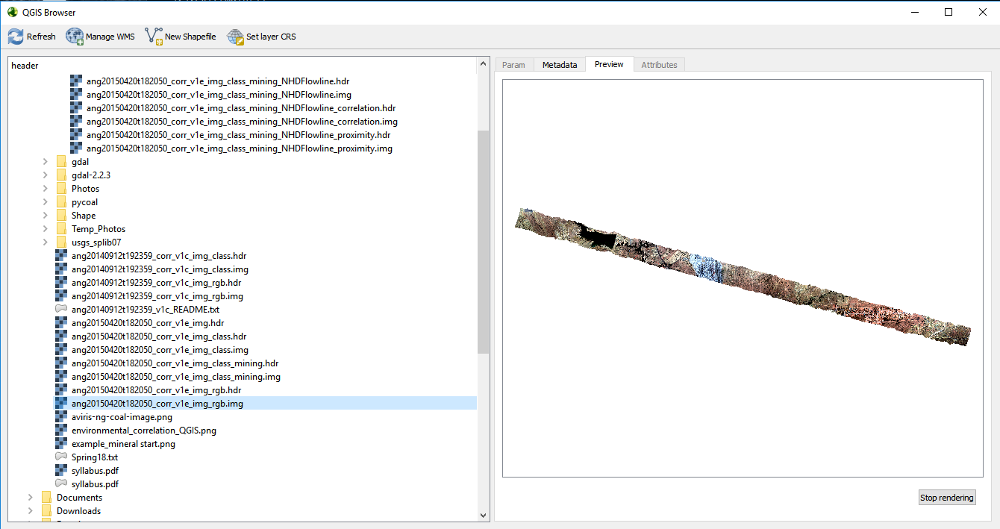 QGIS Browser
Refresh Manage WMS New Shapefile Set layer CRS
header
ang20150420t182050_corr_v1e_img_class_mining_NHDFlowline.hdr
ang20150420t182050_corr_v1e_img_class_mining_NHDFlowline.img
ang20150420t182050_corr_v1e_img_class_mining_NHDFlowline_correlation.hdr
ang20150420t182050_corr_v1e_img_class_mining_NHDFlowline_correlation.img
ang20150420t182050_corr_v1e_img_class_mining_NHDFlowline_proximity.hdr
ang20150420t182050_corr_v1e_img_class_mining_NHDFlowline_proximity.img
gdal
gdal-2.2.3
Photos
pycoal
Shape
Temp_Photos
usgs_splib07
ang20140912t192359_corr_v1c_img_class.hdr
ang20140912t192359_corr_v1c_img_class.img
ang20140912t192359_corr_v1c_img_rgb.hdr
ang20140912t192359_corr_v1c_img_rgb.img
ang20140912t192359_v1c_README.txt
ang20150420t182050_corr_v1e_img.hdr
ang20150420t182050_corr_v1e_img_class.hdr
ang20150420t182050_corr_v1e_img_class.img
ang20150420t182050_corr_v1e_img_class_mining.hdr
ang20150420t182050_corr_v1e_img_class_mining.img
ang20150420t182050_corr_v1e_img_rgb.hdr
ang20150420t182050_corr_v1e_img_rgb.img
aviris-ng-coal-image.png
environmental_correlation_QGIS.png
example_mineral start.png
Spring18.txt
syllabus.pdf
syllabus.pdf
Documents
Downloads
Param Metadata Preview Attributes
Stop rendering